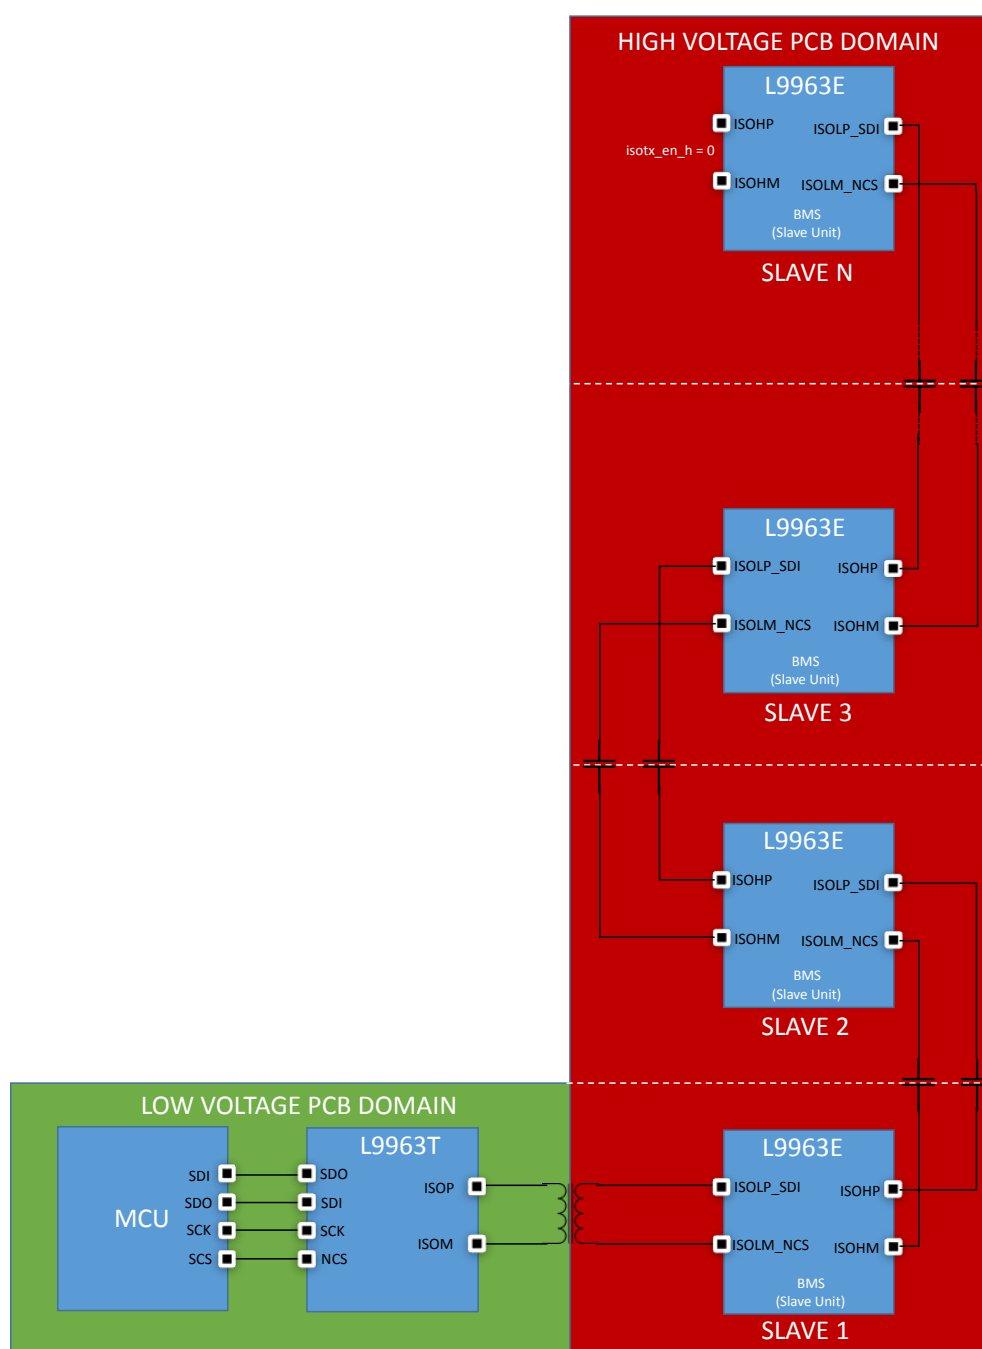 HIGH VOLTAGE PCB DOMAIN
L9963E
ISOHP
ISOLP_SDI
isotx_en_h = 0
ISOHM
ISOLM_NCS
BMS
(Slave Unit)
SLAVE N
L9963E
ISOLP_SDI
ISOHP
ISOLM_NCS
ISOHM
BMS
(Slave Unit)
SLAVE 3
L9963E
ISOHP
ISOLP_SDI
ISOHM
ISOLM_NCS
BMS
(Slave Unit)
SLAVE 2
LOW VOLTAGE PCB DOMAIN
MCU
SDI
SDO
SCK
SCS
L9963T
SDO
SDI
SCK
NCS
ISOP
ISOM
L9963E
ISOLP_SDI
ISOHP
ISOLM_NCS
ISOHM
BMS
(Slave Unit)
SLAVE 1